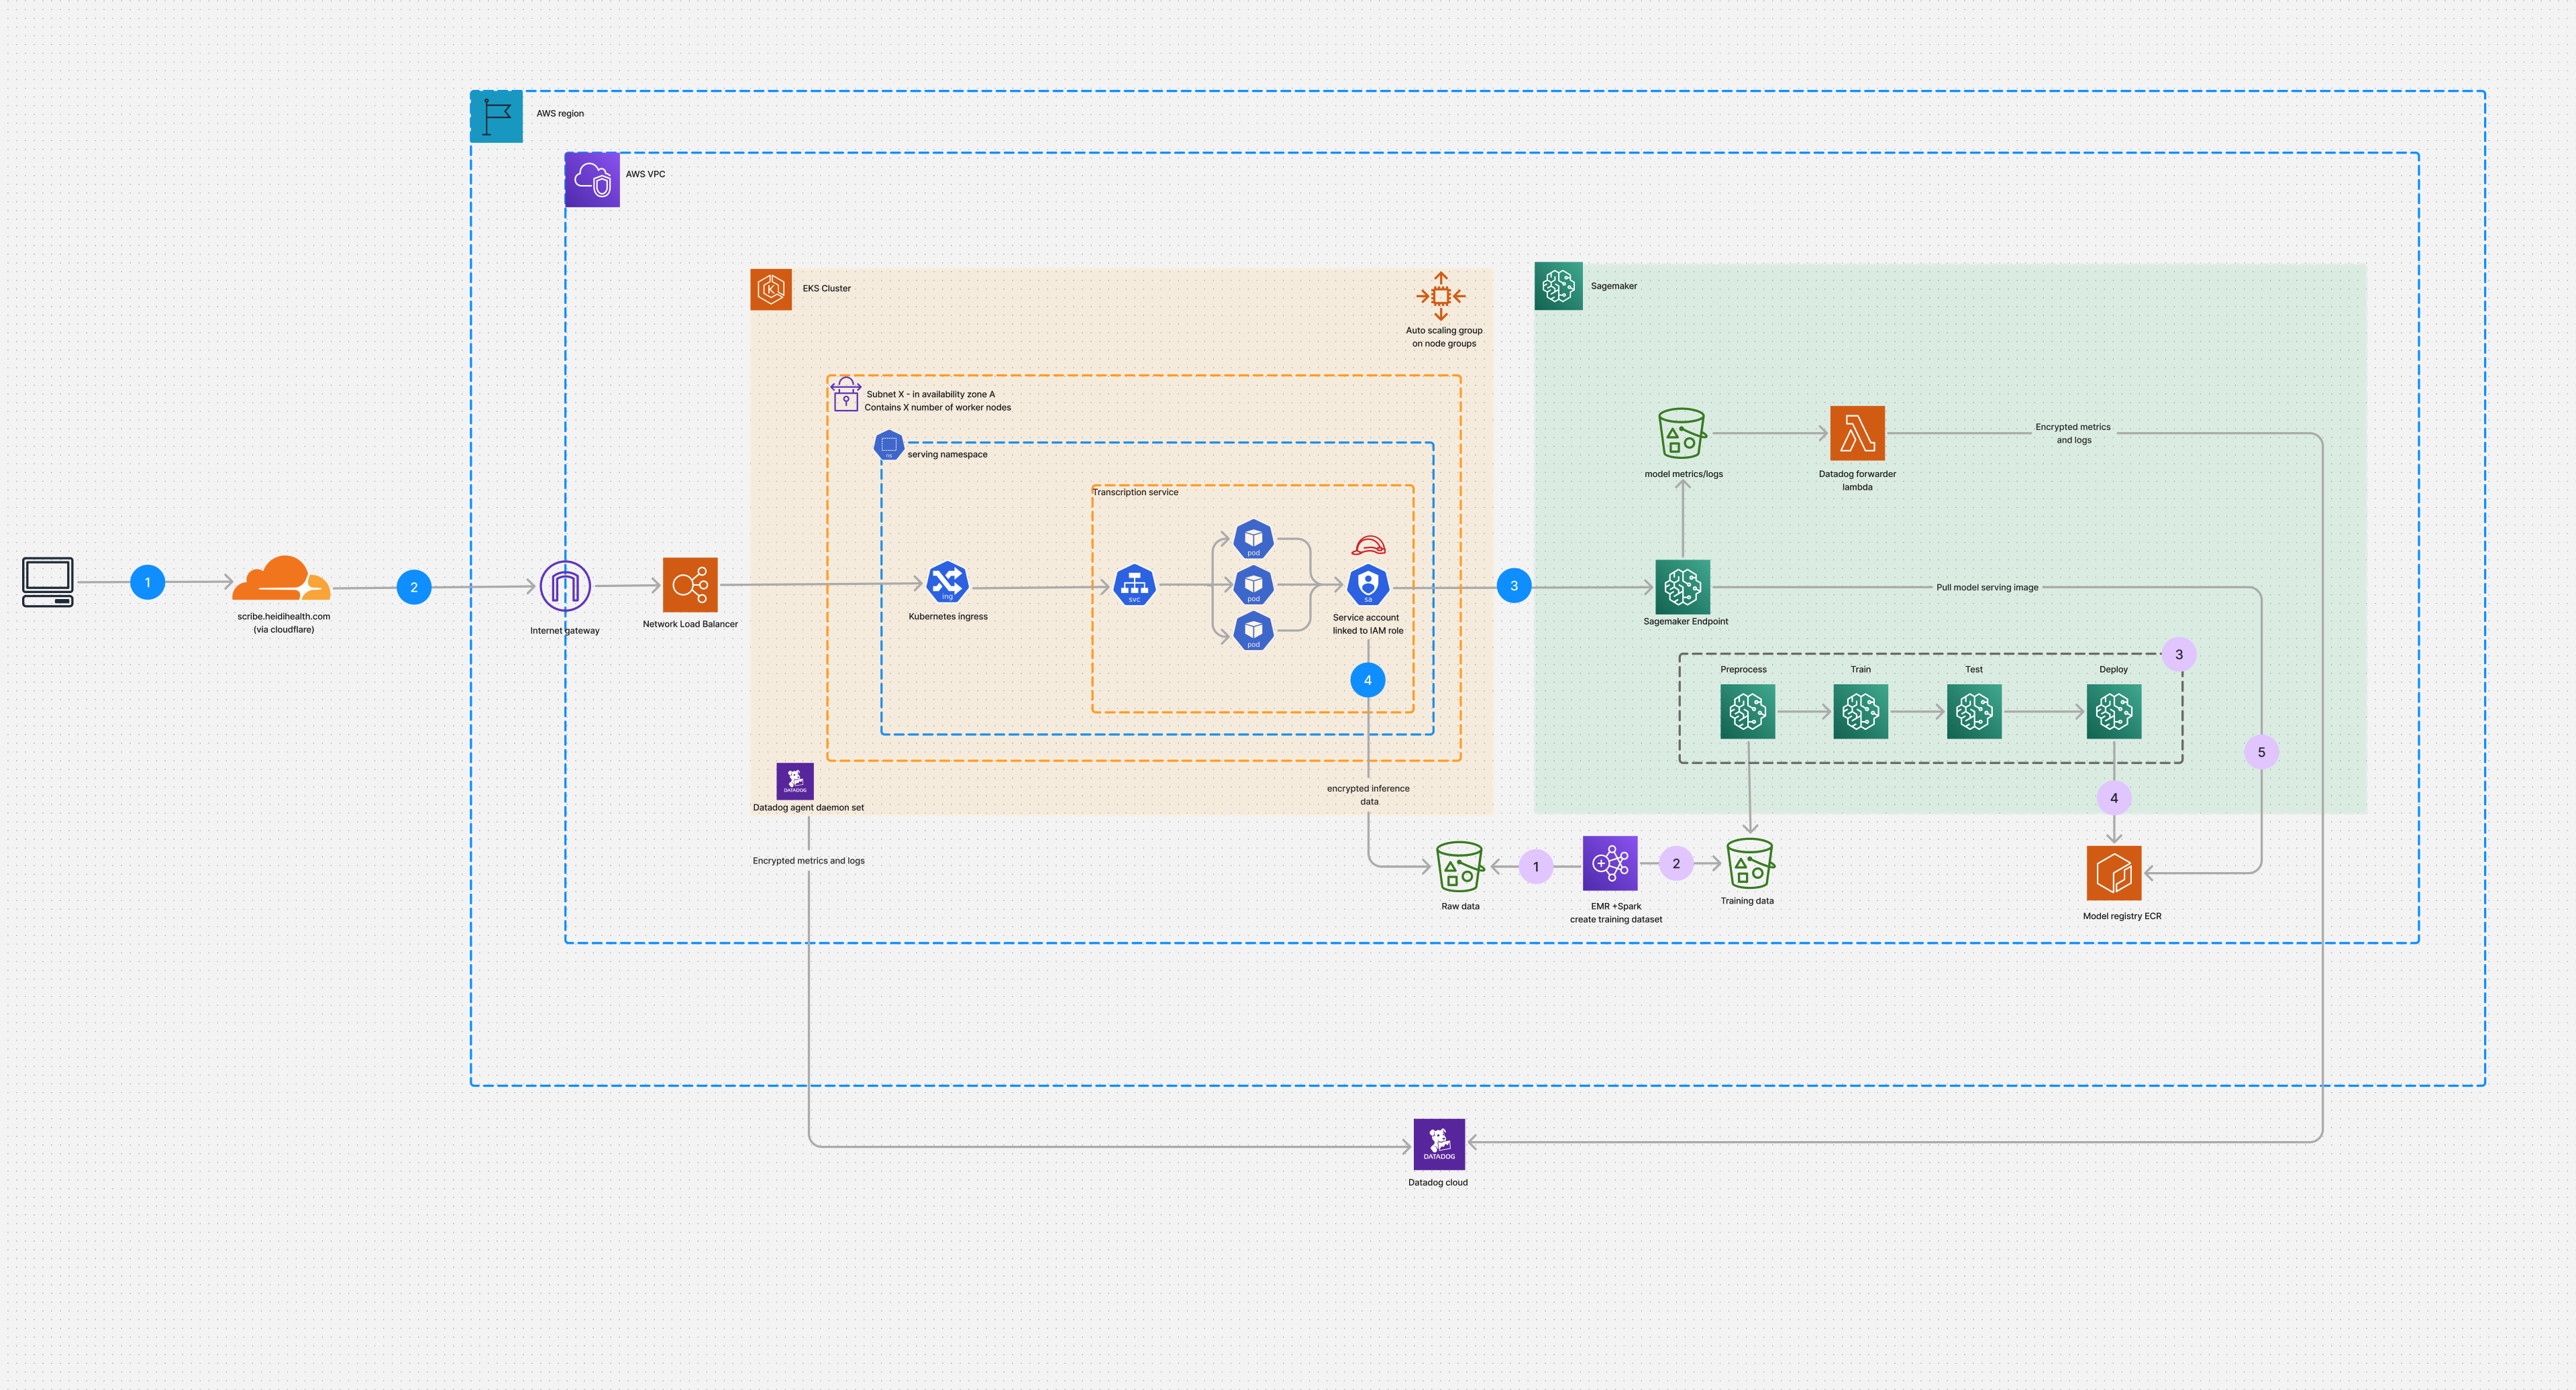 AWS region
AWS VPC
EKS Cluster
Auto scaling group
on node groups
Sagemaker
Subnet X - in availability zone A
Contains X number of worker nodes
ns
serving namespace
Transcription service
model metrics/logs
Datadog forwarder
lambda
Encrypted metrics
and logs
1
scribe.heidihealth.com
(via cloudflare)
2
Internet gateway
Network Load Balancer
ing
Kubernetes ingress
svc
pod
pod
pod
sa
Service account
linked to IAM role
3
Sagemaker Endpoint
Pull model serving image
4
3
Preprocess
Train
Test
Deploy
5
4
DATADOG
Datadog agent daemon set
Encrypted metrics and logs
encrypted inference
data
Raw data
1
EMR +Spark
create training dataset
2
Training data
Model registry ECR
DATADOG
Datadog cloud